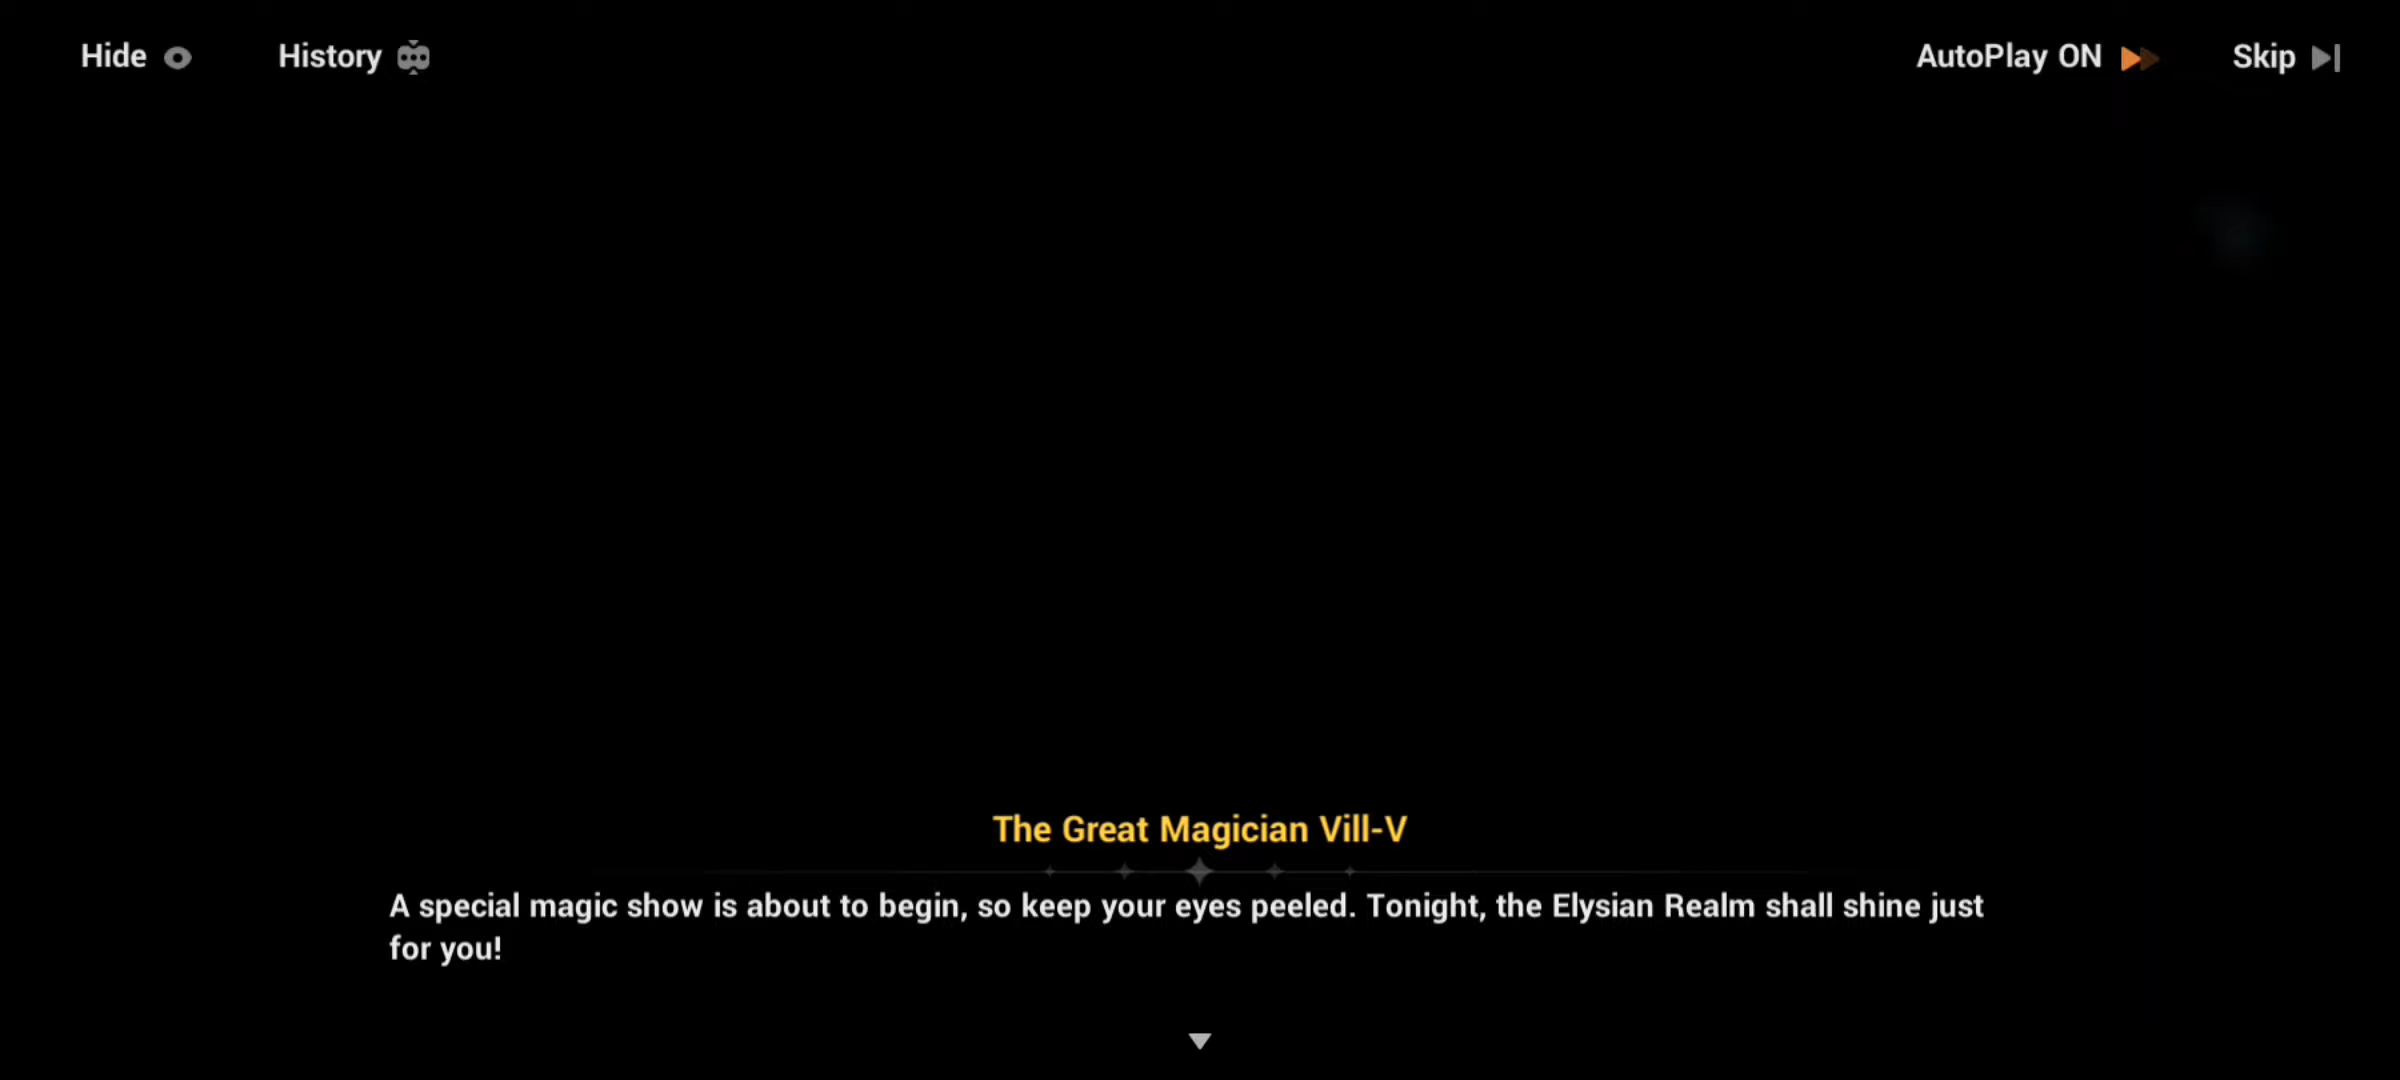 Hide
History
AutoPlay ON
Skip
The Great Magician Vill-V
A special magic show is about to begin, so keep your eyes peeled. Tonight, the Elysian Realm shall shine just
for you!